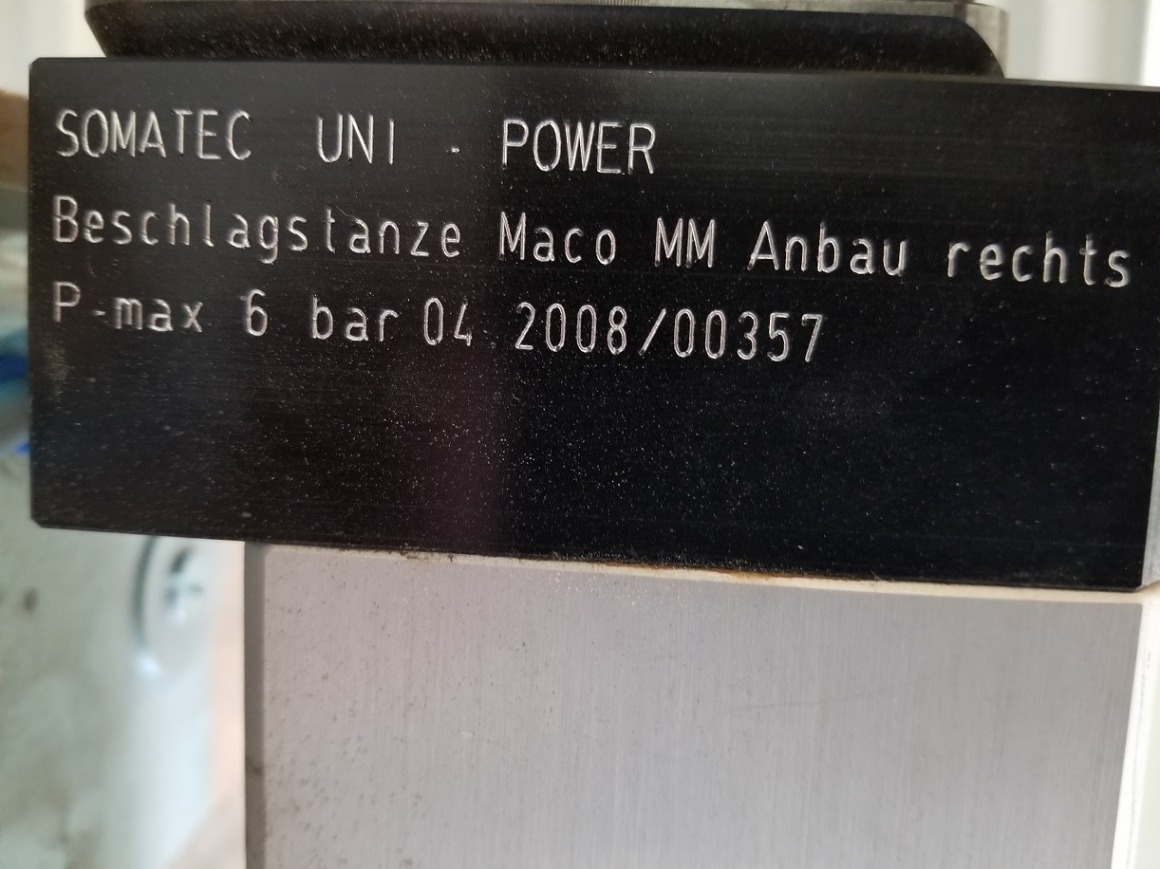 SOMATEC UNI - POWER
Beschlagstanze Maco MM Anbau rechts
P-max 6 bar 04.2008/00357